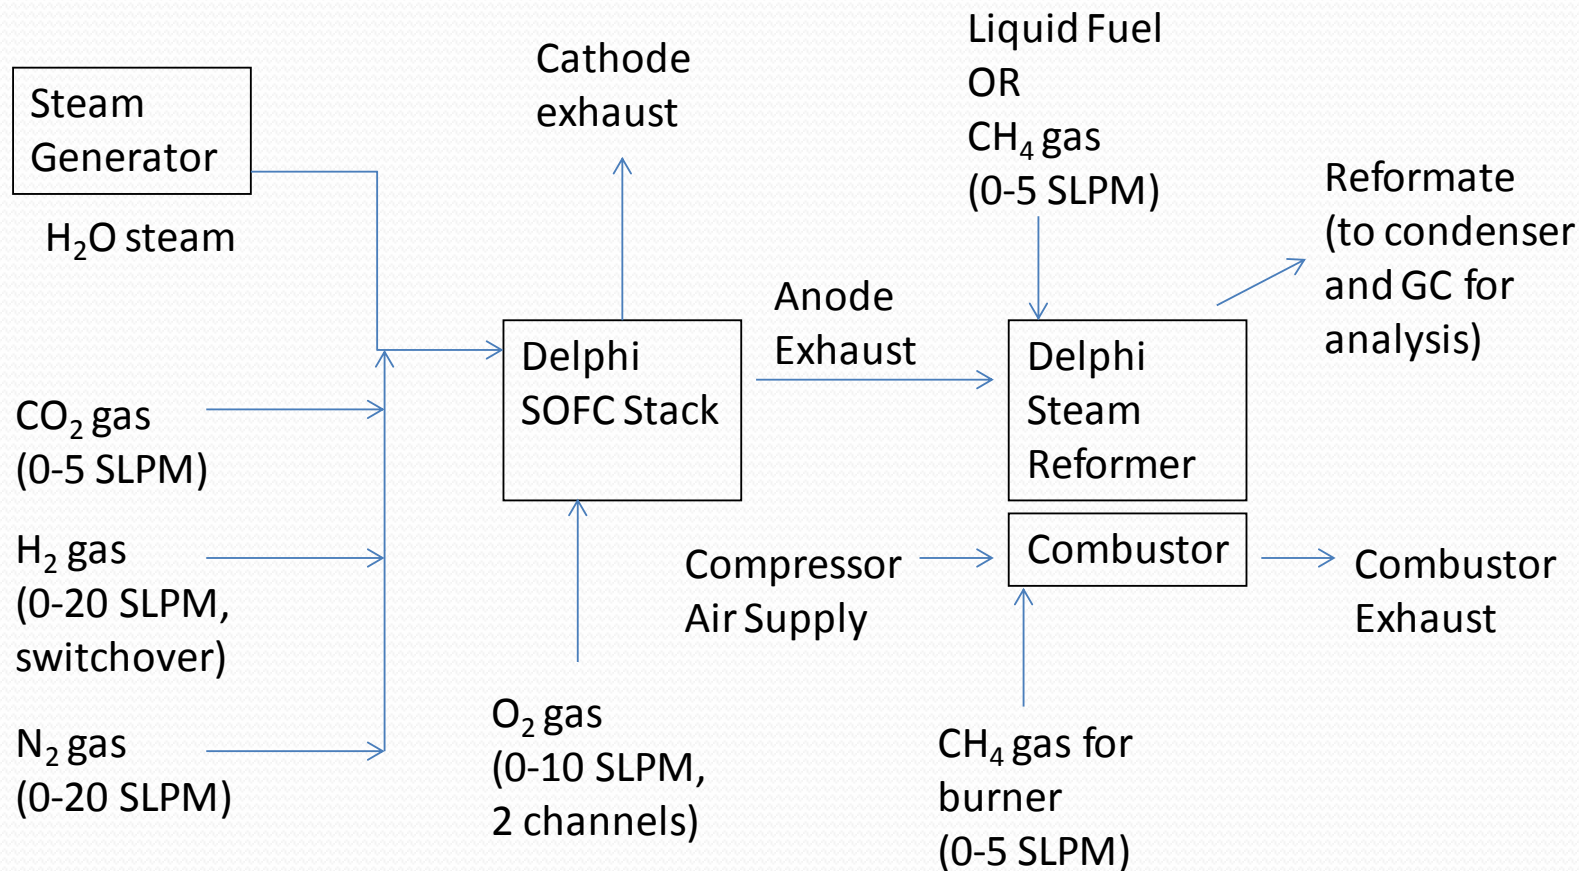 Steam
Generator
H₂O steam
Cathode
exhaust
Liquid Fuel
OR
CH₄ gas
(0-5 SLPM)
Reformate
(to condenser
and GC for
analysis)
Anode
Exhaust
Delphi
SOFC Stack
Delphi
Steam
Reformer
CO₂ gas
(0-5 SLPM)
H₂ gas
(0-20 SLPM,
switchover)
N₂ gas
(0-20 SLPM)
O₂ gas
(0-10 SLPM,
2 channels)
Compressor
Air Supply
Combustor
Combustor
Exhaust
CH₄ gas for
burner
(0-5 SLPM)